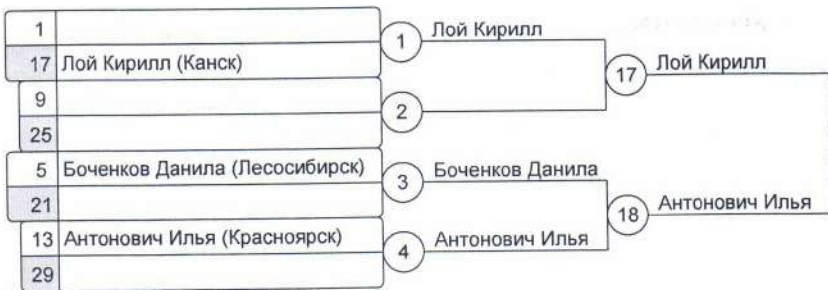 1
17 Лой Кирилл (Канск)
1 Лой Кирилл
17 Лой Кирилл
9
25
2
5 Боченков Данила (Лесосибирск)
21
3 Боченков Данила
18 Антонович Илья
13 Антонович Илья (Красноярск)
29
4 Антонович Илья